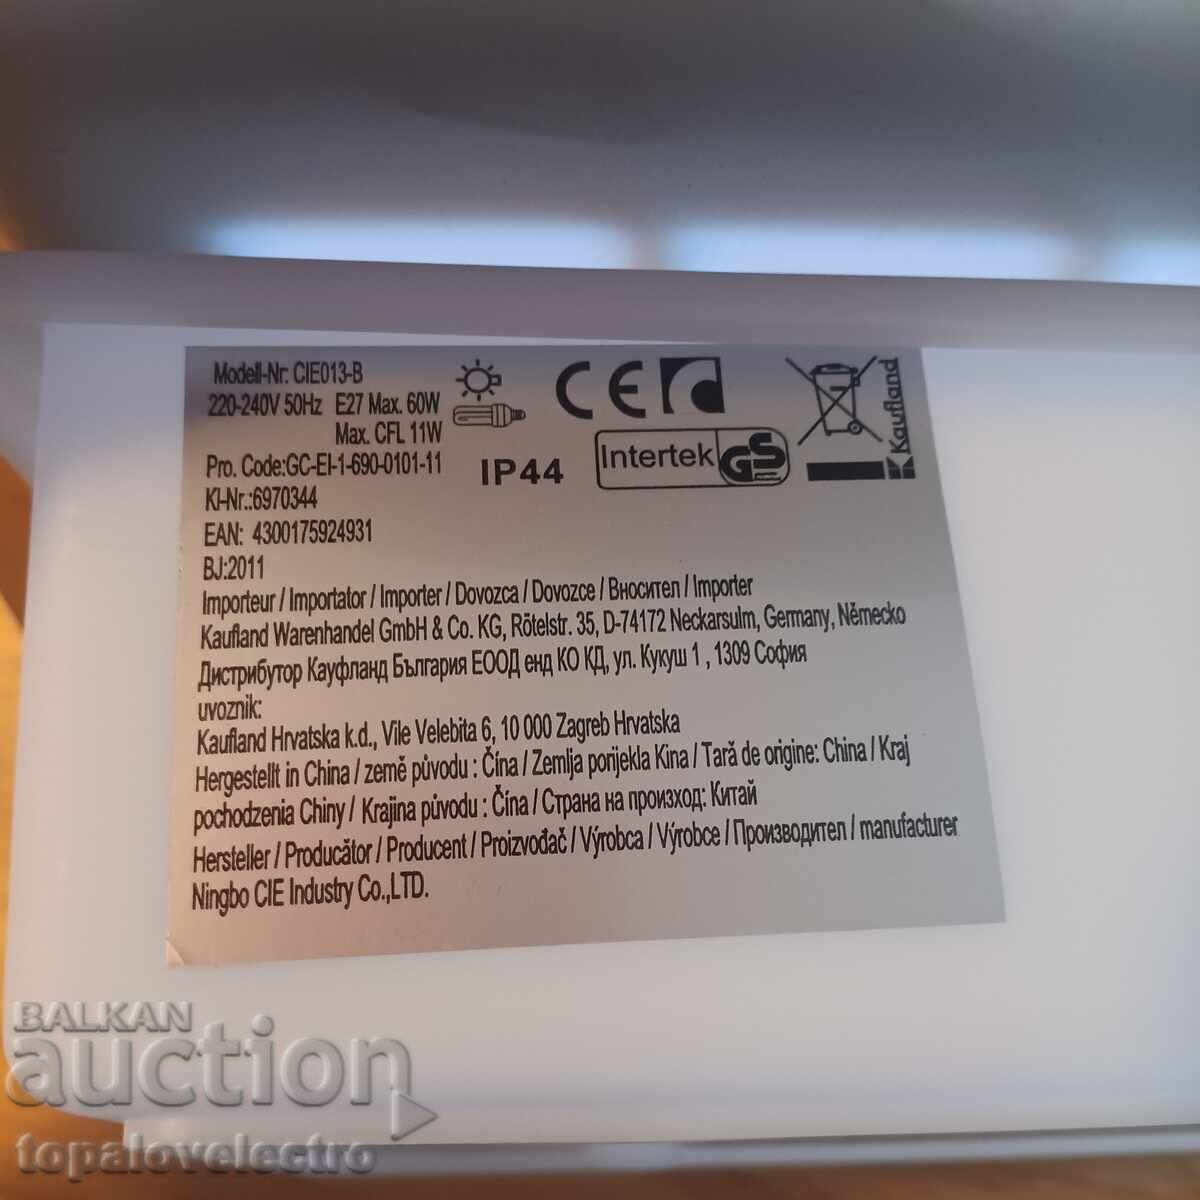 Modell-Nr: CIE013-B
220-240V 50Hz E27 Max. 60W
Max. CFL 11W
Pro. Code:GC-EI-1-690-0101-11
KI-Nr.:6970344
EAN: 4300175924931
BJ:2011
CE
IP44
Intertek GS
Kaufland
Importeur / Importator / Importer / Dovozca / Dovozce / Вносител / Importer
Kaufland Warenhandel GmbH & Co. KG, Rötelstr. 35, D-74172 Neckarsulm, Germany, Německo
Дистрибутор Кауфланд България ЕООД енд КО КД, ул. Кукуш 1 , 1309 София
uvoznik:
Kaufland Hrvatska k.d., Vile Velebita 6, 10 000 Zagreb Hrvatska
Hergestellt in China / země původu : Čína / Zemlja porijekla Kina / Tară de origine: China / Kraj
pochodzenia Chiny / Krajina původu : Čína / Страна на произход: Китай
Hersteller / Producător / Producent / Proizvođač / Výrobca / Výrobce / Производител / manufacturer
Ningbo CIE Industry Co.,LTD.
BALKAN
auction
topalovelectro